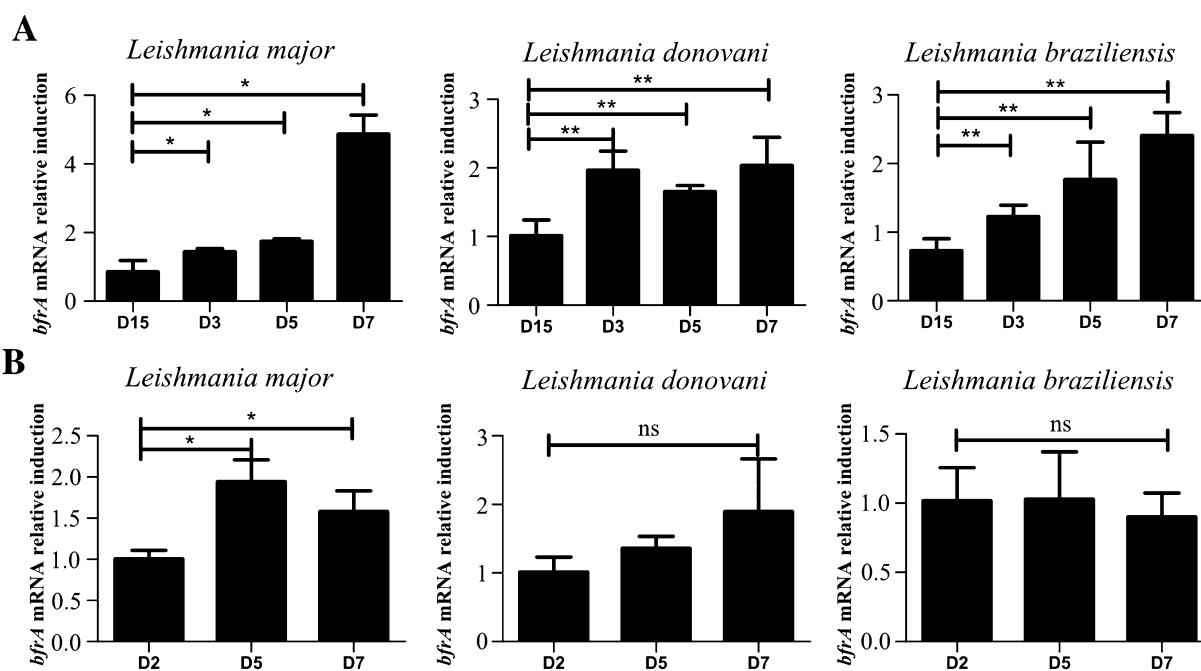 A
Leishmania major
Leishmania donovani
Leishmania braziliensis
bfrA mRNA relative induction
6
4
2
0
*
*
*
D15 D3 D5 D7
bfrA mRNA relative induction
3
2
1
0
**
**
**
D15 D3 D5 D7
bfrA mRNA relative induction
3
2
1
0
**
**
**
D15 D3 D5 D7
B
Leishmania major
Leishmania donovani
Leishmania braziliensis
bfrA mRNA relative induction
2.5
2.0
1.5
1.0
0.5
0.0
*
*
D2 D5 D7
bfrA mRNA relative induction
3
2
1
0
ns
D2 D5 D7
bfrA mRNA relative induction
1.5
1.0
0.5
0.0
ns
D2 D5 D7